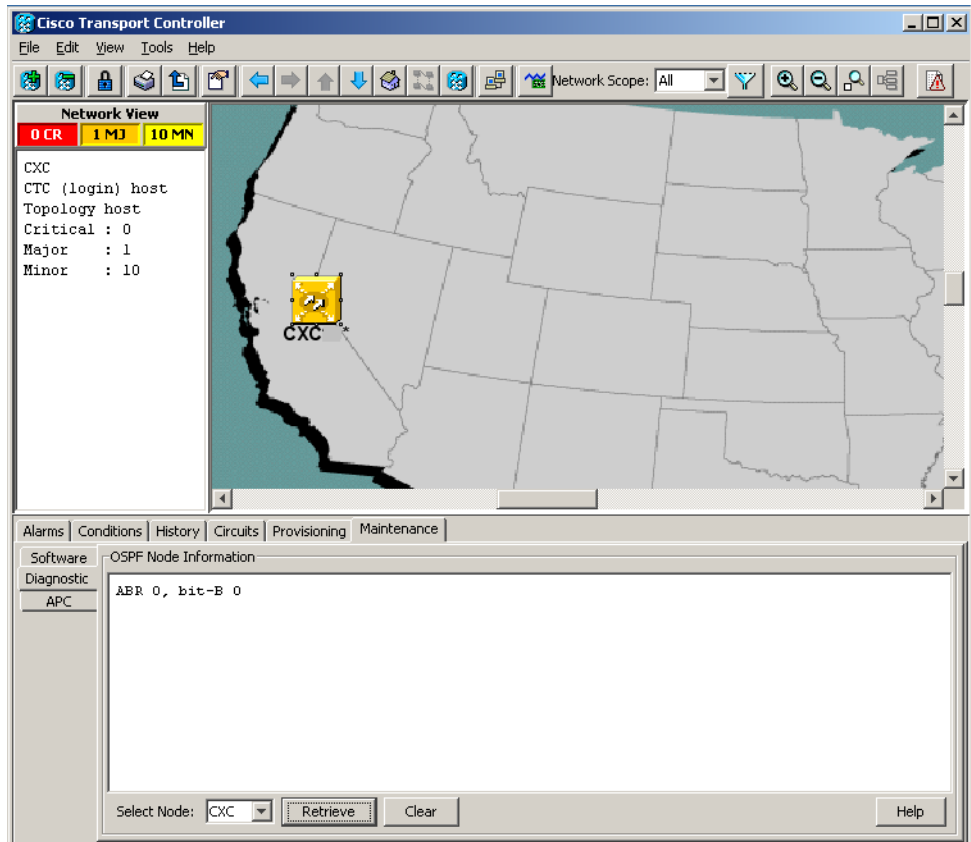 Cisco Transport Controller
File Edit View Tools Help
Network Scope: All
Network View
0 CR 1 MJ 10 MN
CXC
CTC (login) host
Topology host
Critical : 0
Major : 1
Minor : 10
CXC *
Alarms Conditions History Circuits Provisioning Maintenance
Software
Diagnostic
APC
OSPF Node Information
ABR 0, bit-B 0
Select Node: CXC Retrieve Clear Help